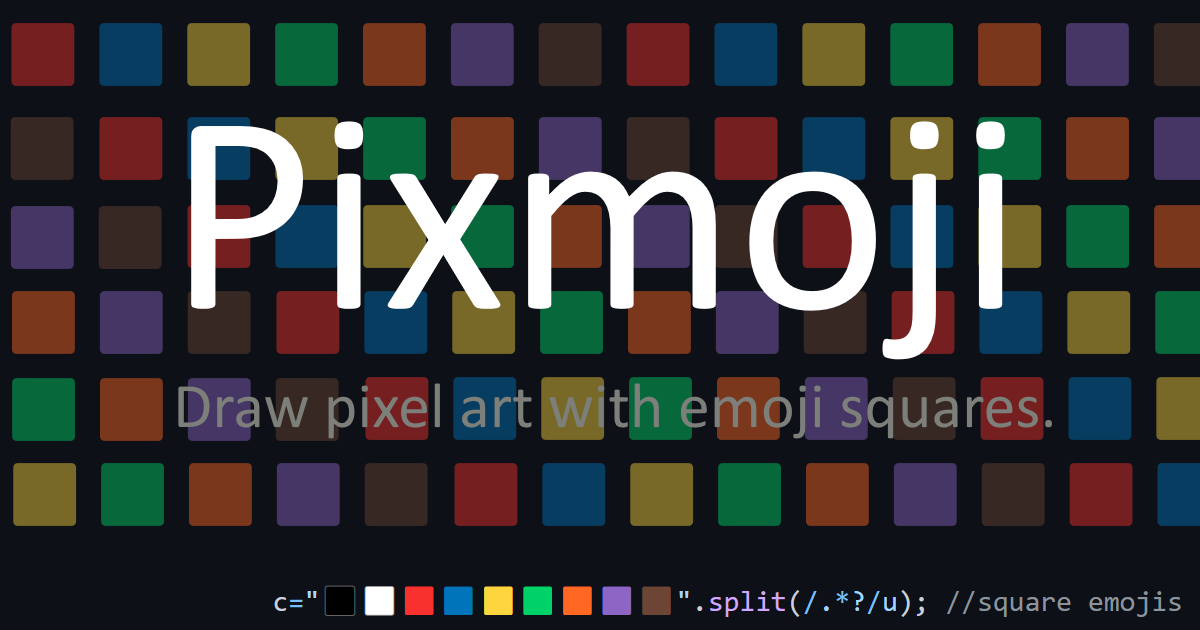 Pixmoji
Draw pixel art with emoji squares.
c="⬛⬜🟥🟦🟨🟩🟧🟪🟫".split(/.*?/u); //square emojis